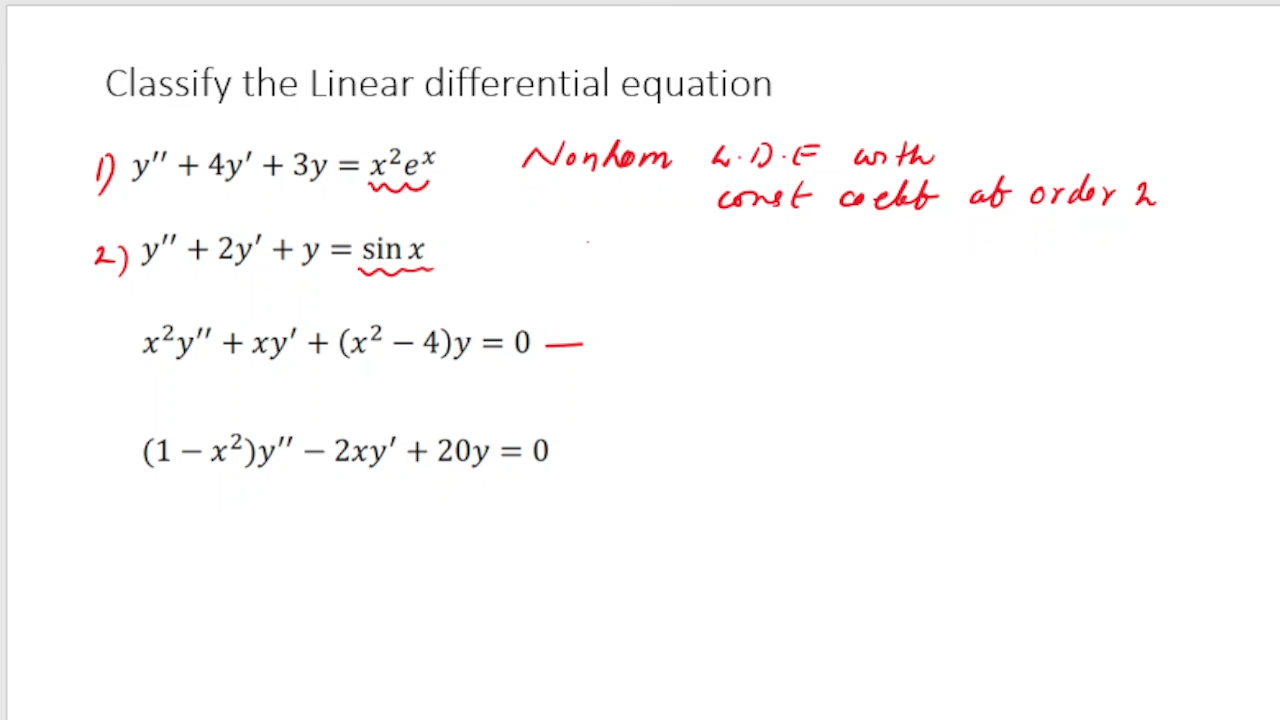 Classify the Linear differential equation
1) y″ + 4y′ + 3y = x²eˣ Nonhom L.D.E with
const coeff of order 2
2) y″ + 2y′ + y = sin x
x²y″ + xy′ + (x² − 4)y = 0 —
(1 − x²)y″ − 2xy′ + 20y = 0